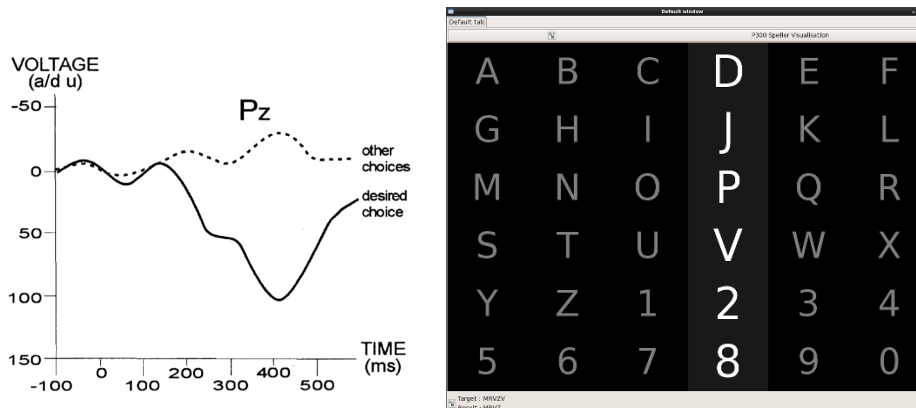 VOLTAGE
(a/d u)
-50
0
50
100
150
Pz
other
choices
desired
choice
TIME
(ms)
-100 0 100 200 300 400 500
Default window
Default tab
P300 Speller Visualisation
A B C D E F
G H I J K L
M N O P Q R
S T U V W X
Y Z 1 2 3 4
5 6 7 8 9 0
Target : MRVZV
Result : MRVZ